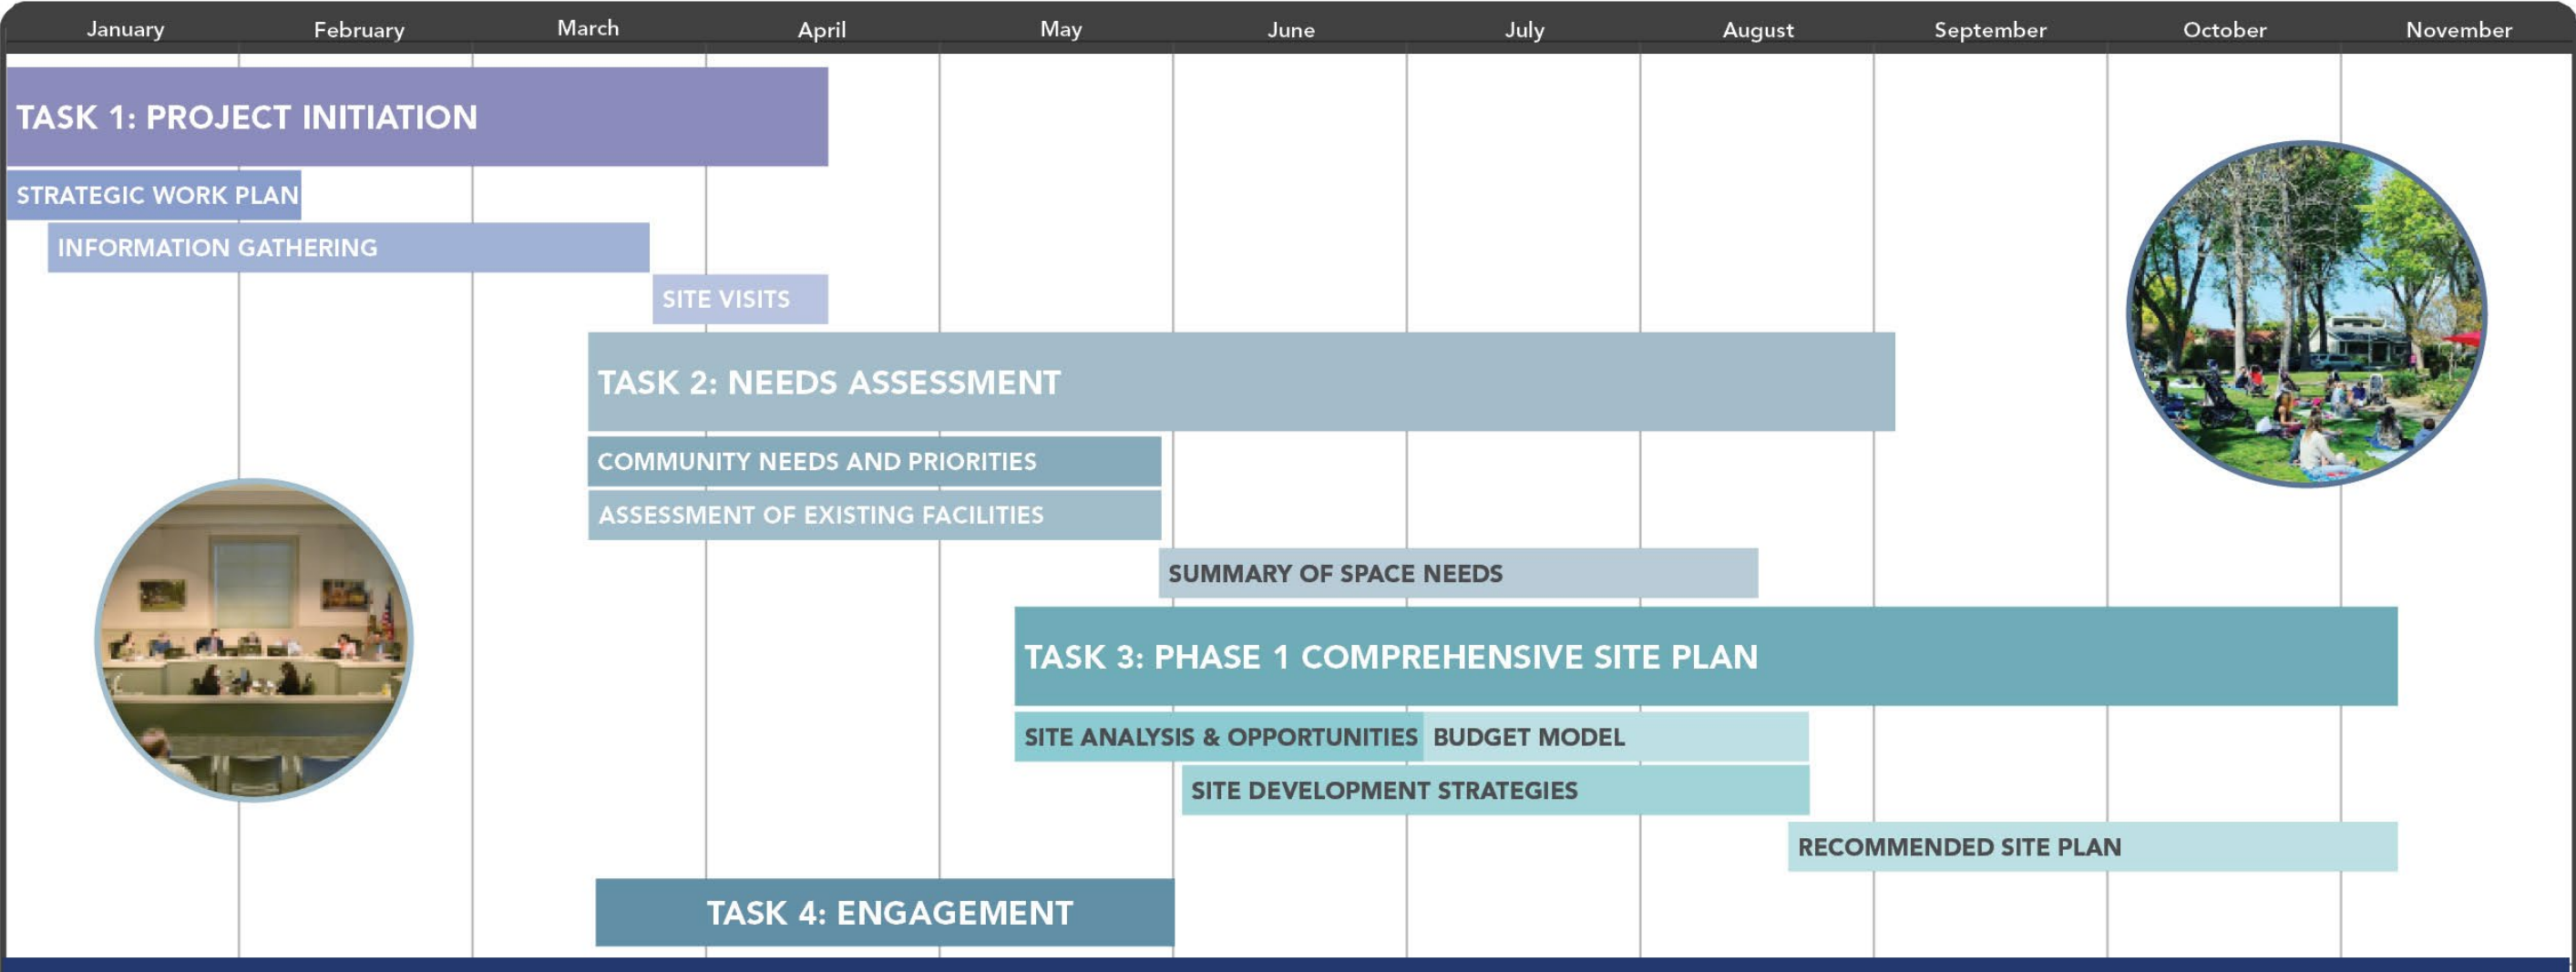 January February March April May June July August September October November
TASK 1: PROJECT INITIATION
STRATEGIC WORK PLAN
INFORMATION GATHERING
SITE VISITS
TASK 2: NEEDS ASSESSMENT
COMMUNITY NEEDS AND PRIORITIES
ASSESSMENT OF EXISTING FACILITIES
SUMMARY OF SPACE NEEDS
TASK 3: PHASE 1 COMPREHENSIVE SITE PLAN
SITE ANALYSIS & OPPORTUNITIES BUDGET MODEL
SITE DEVELOPMENT STRATEGIES
RECOMMENDED SITE PLAN
TASK 4: ENGAGEMENT